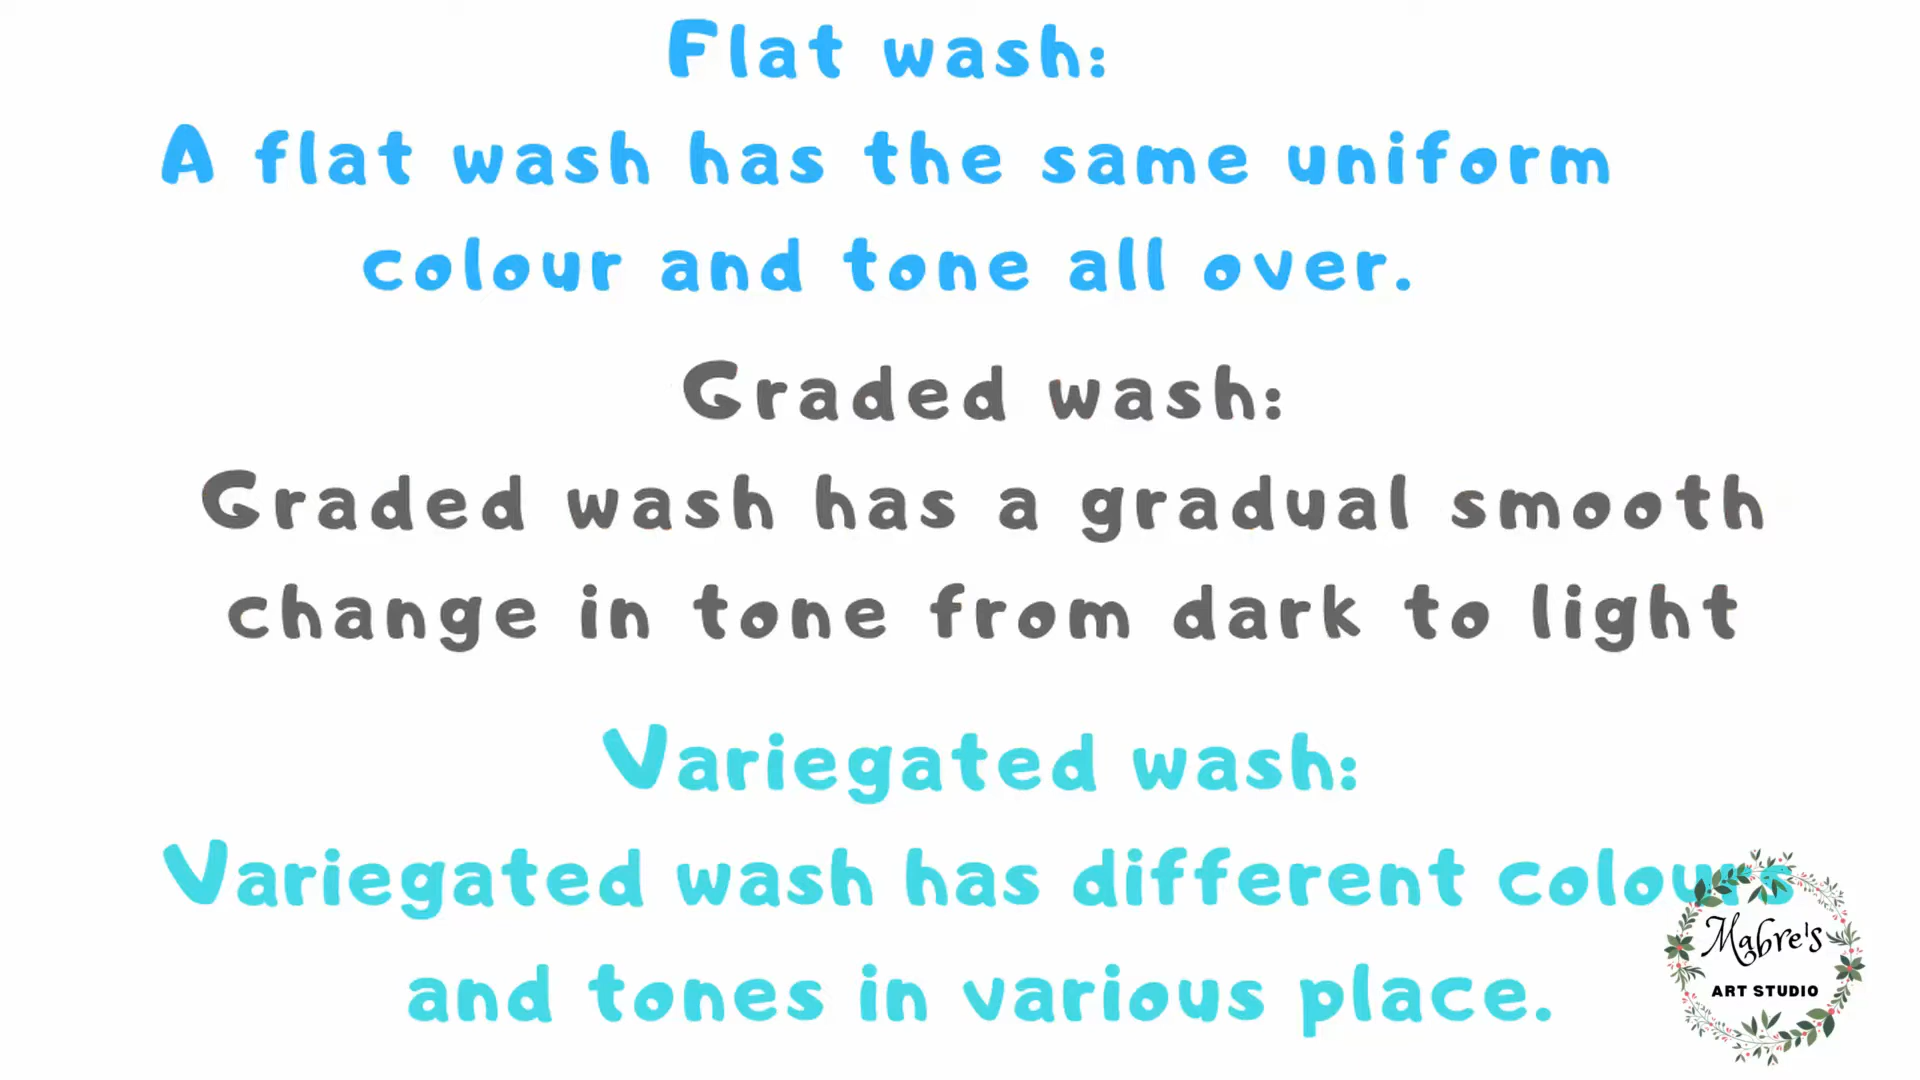 Flat wash:
A flat wash has the same uniform
colour and tone all over.
Graded wash:
Graded wash has a gradual smooth
change in tone from dark to light
Variegated wash:
Variegated wash has different colours
and tones in various place.
Mabre's
ART STUDIO